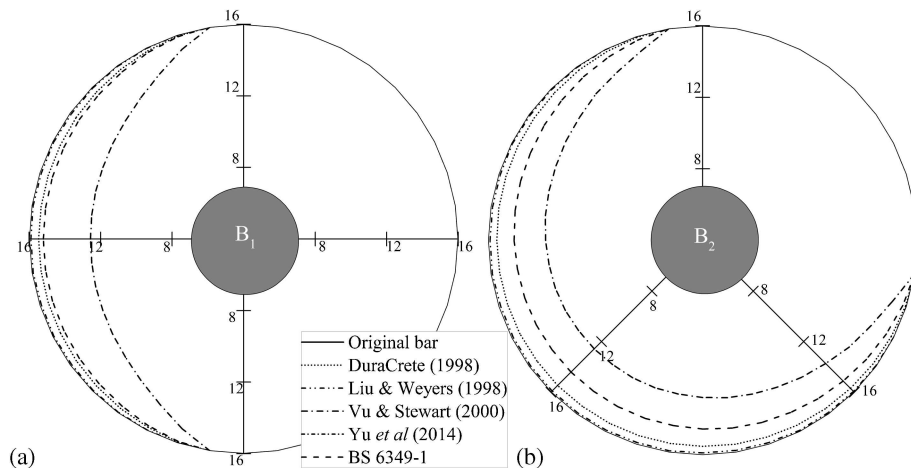 16
12
8
16 12 8
B1
8 12 16
8
12
16
(a)
16
12
8
B2
8
12
16
8
12
16
(b)
Original bar
DuraCrete (1998)
Liu & Weyers (1998)
Vu & Stewart (2000)
Yu et al (2014)
BS 6349-1